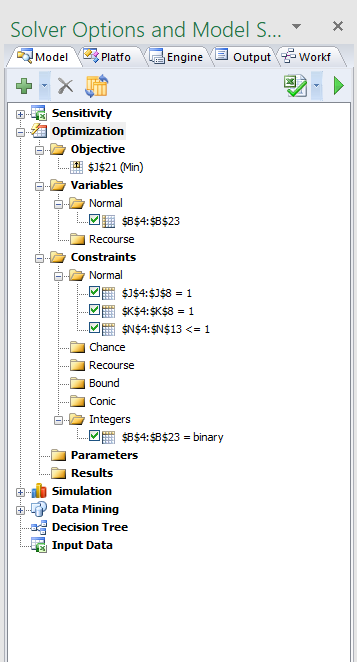 Solver Options and Model S...
Model Platfo Engine Output Workf
Sensitivity
Optimization
Objective
$J$21 (Min)
Variables
Normal
$B$4:$B$23
Recourse
Constraints
Normal
$J$4:$J$8 = 1
$K$4:$K$8 = 1
$N$4:$N$13 <= 1
Chance
Recourse
Bound
Conic
Integers
$B$4:$B$23 = binary
Parameters
Results
Simulation
Data Mining
Decision Tree
Input Data